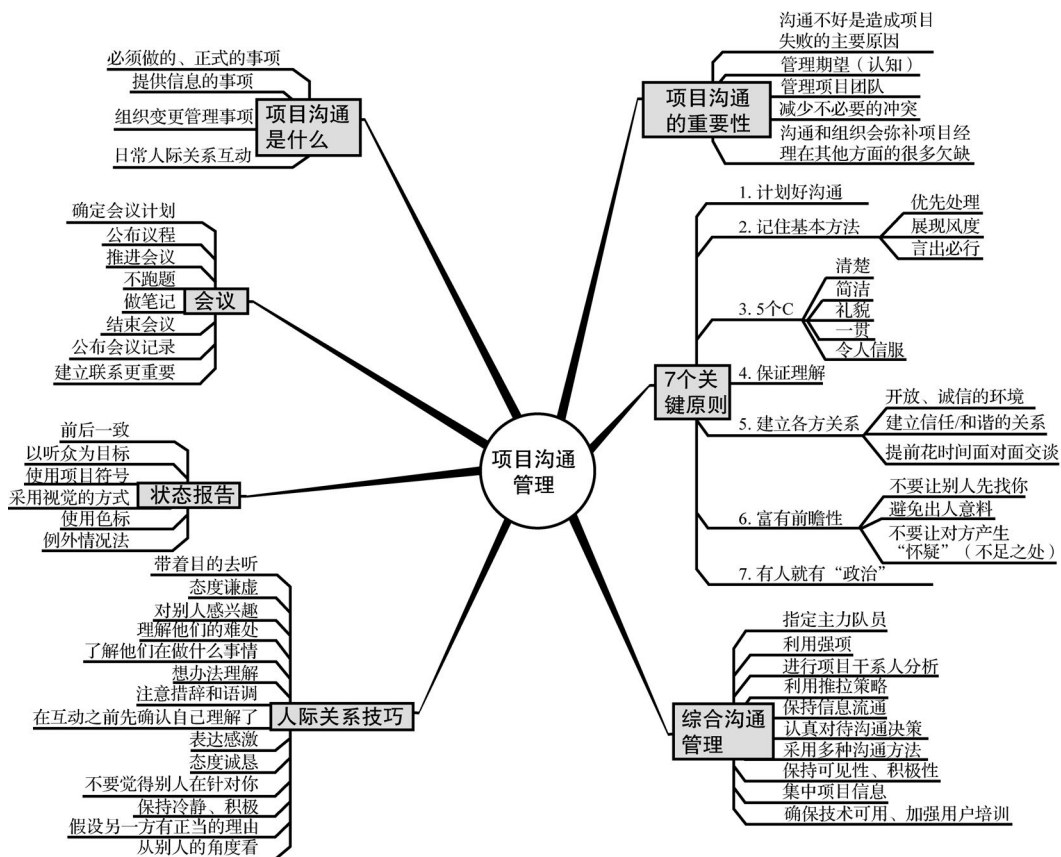 项目沟通
管理
项目沟通
是什么
必须做的、正式的事项
提供信息的事项
组织变更管理事项
日常人际关系互动
会议
确定会议计划
公布议程
推进会议
不跑题
做笔记
结束会议
公布会议记录
建立联系更重要
状态报告
前后一致
以听众为目标
使用项目符号
采用视觉的方式
使用色标
例外情况法
人际关系技巧
带着目的去听
态度谦虚
对别人感兴趣
理解他们的难处
了解他们在做什么事情
想办法理解
注意措辞和语调
在互动之前先确认自己理解了
表达感激
态度诚恳
不要觉得别人在针对你
保持冷静、积极
假设另一方有正当的理由
从别人的角度看
项目沟通
的重要性
沟通不好是造成项目
失败的主要原因
管理期望（认知）
管理项目团队
减少不必要的冲突
沟通和组织会弥补项目经
理在其他方面的很多欠缺
7个关
键原则
1. 计划好沟通
2. 记住基本方法
优先处理
展现风度
言出必行
3. 5个C
清楚
简洁
礼貌
一贯
令人信服
4. 保证理解
5. 建立各方关系
开放、诚信的环境
建立信任/和谐的关系
提前花时间面对面交谈
6. 富有前瞻性
不要让别人先找你
避免出人意料
不要让对方产生
“怀疑”（不足之处）
7. 有人就有“政治”
综合沟通
管理
指定主力队员
利用强项
进行项目干系人分析
利用推拉策略
保持信息流通
认真对待沟通决策
采用多种沟通方法
保持可见性、积极性
集中项目信息
确保技术可用、加强用户培训